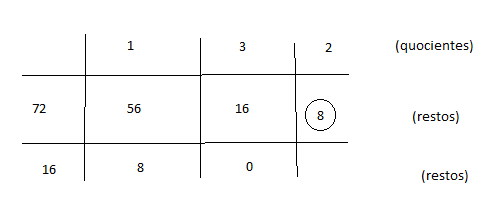 1 3 2 (quocientes)
72 56 16 8 (restos)
16 8 0 (restos)